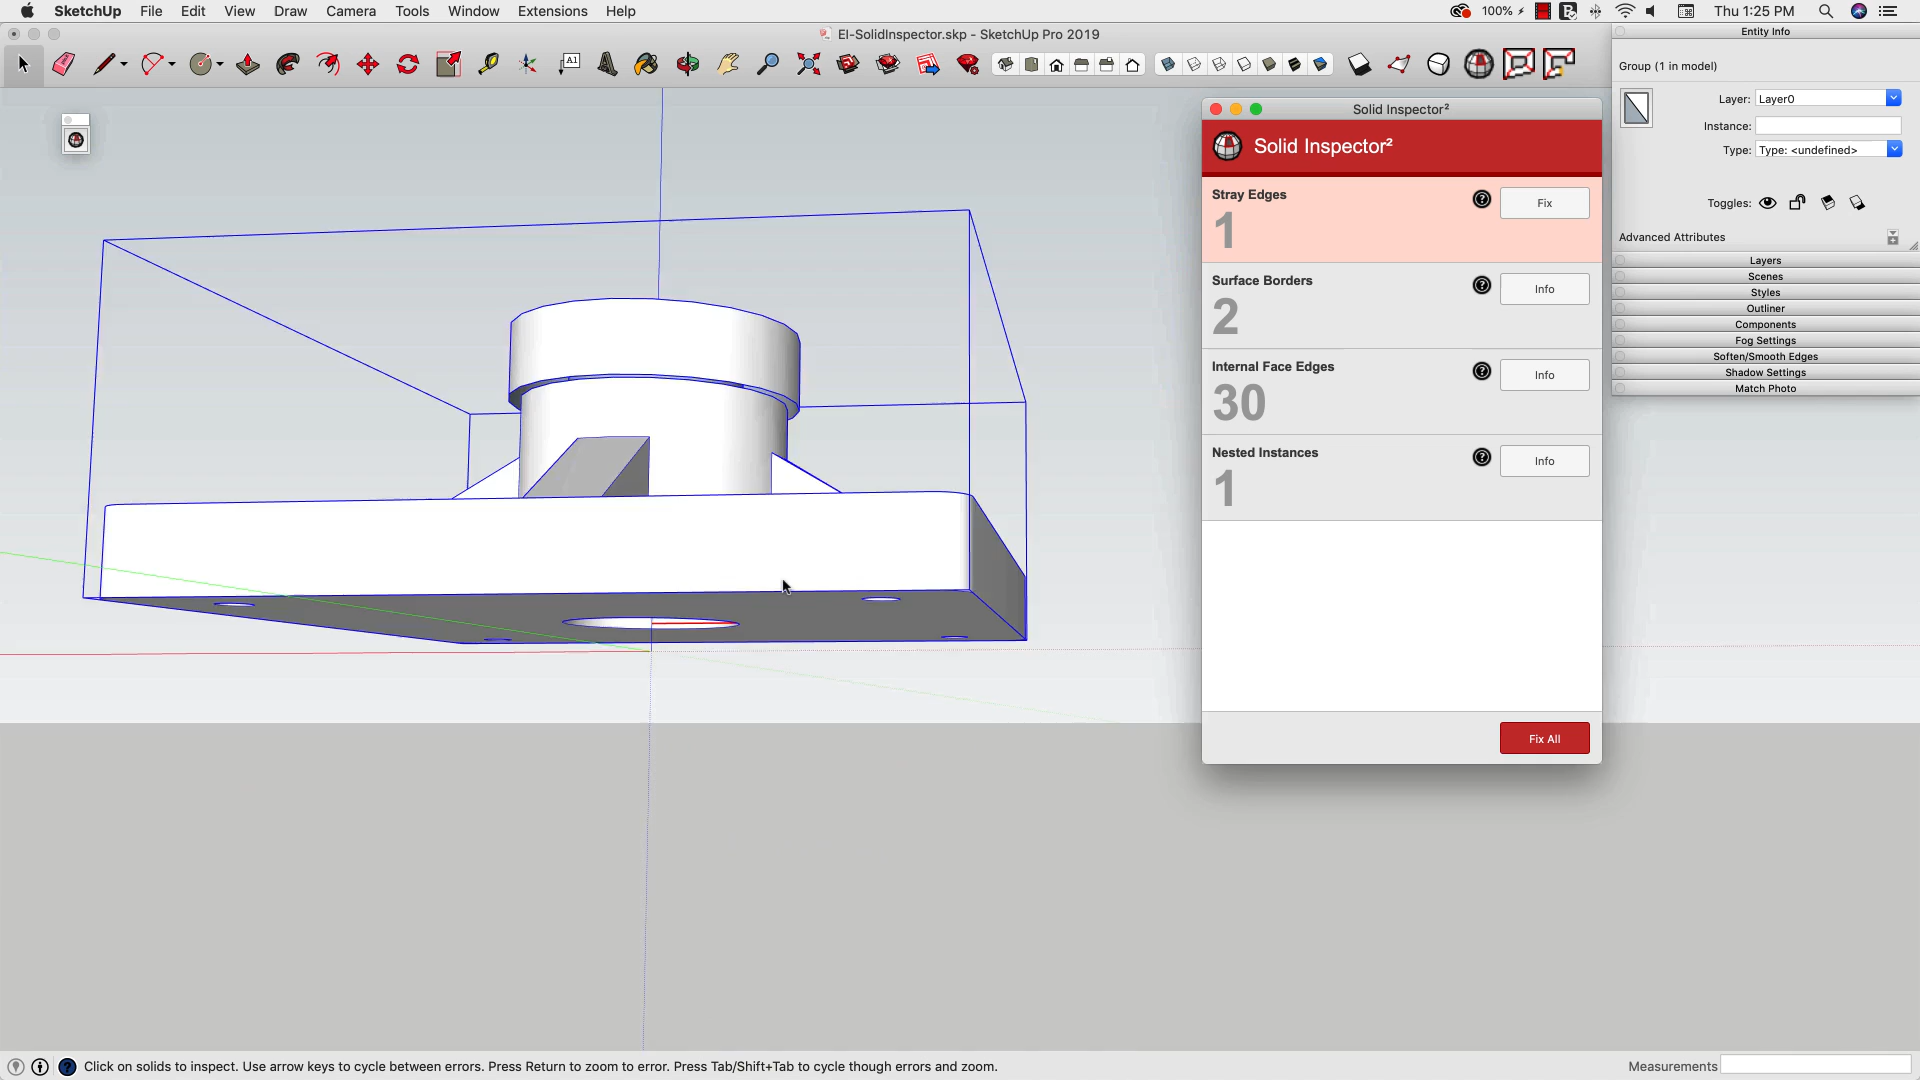 SketchUp File Edit View Draw Camera Tools Window Extensions Help
100% Thu 1:25 PM
EI-SolidInspector.skp - SketchUp Pro 2019
A1
Entity Info
Group (1 in model)
Layer: Layer0
Instance:
Type: Type: <undefined>
Toggles:
Advanced Attributes
Layers
Scenes
Styles
Outliner
Components
Fog Settings
Soften/Smooth Edges
Shadow Settings
Match Photo
Solid Inspector²
Solid Inspector²
Stray Edges
1
? Fix
Surface Borders
2
? Info
Internal Face Edges
30
? Info
Nested Instances
1
? Info
Fix All
Click on solids to inspect. Use arrow keys to cycle between errors. Press Return to zoom to error. Press Tab/Shift+Tab to cycle though errors and zoom.
Measurements